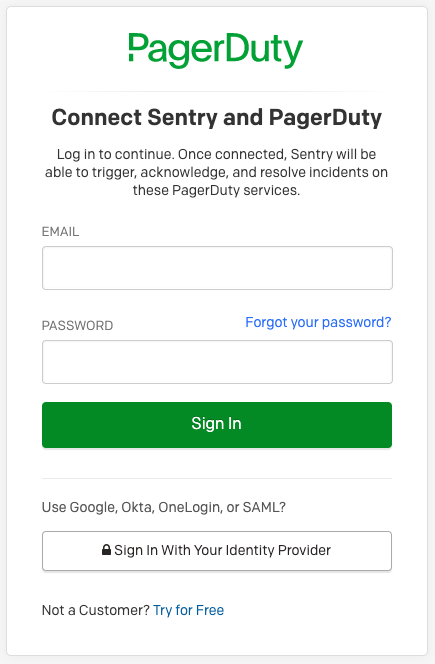 PagerDuty
Connect Sentry and PagerDuty
Log in to continue. Once connected, Sentry will be
able to trigger, acknowledge, and resolve incidents on
these PagerDuty services.
EMAIL
PASSWORD
Forgot your password?
Sign In
Use Google, Okta, OneLogin, or SAML?
Sign In With Your Identity Provider
Not a Customer? Try for Free